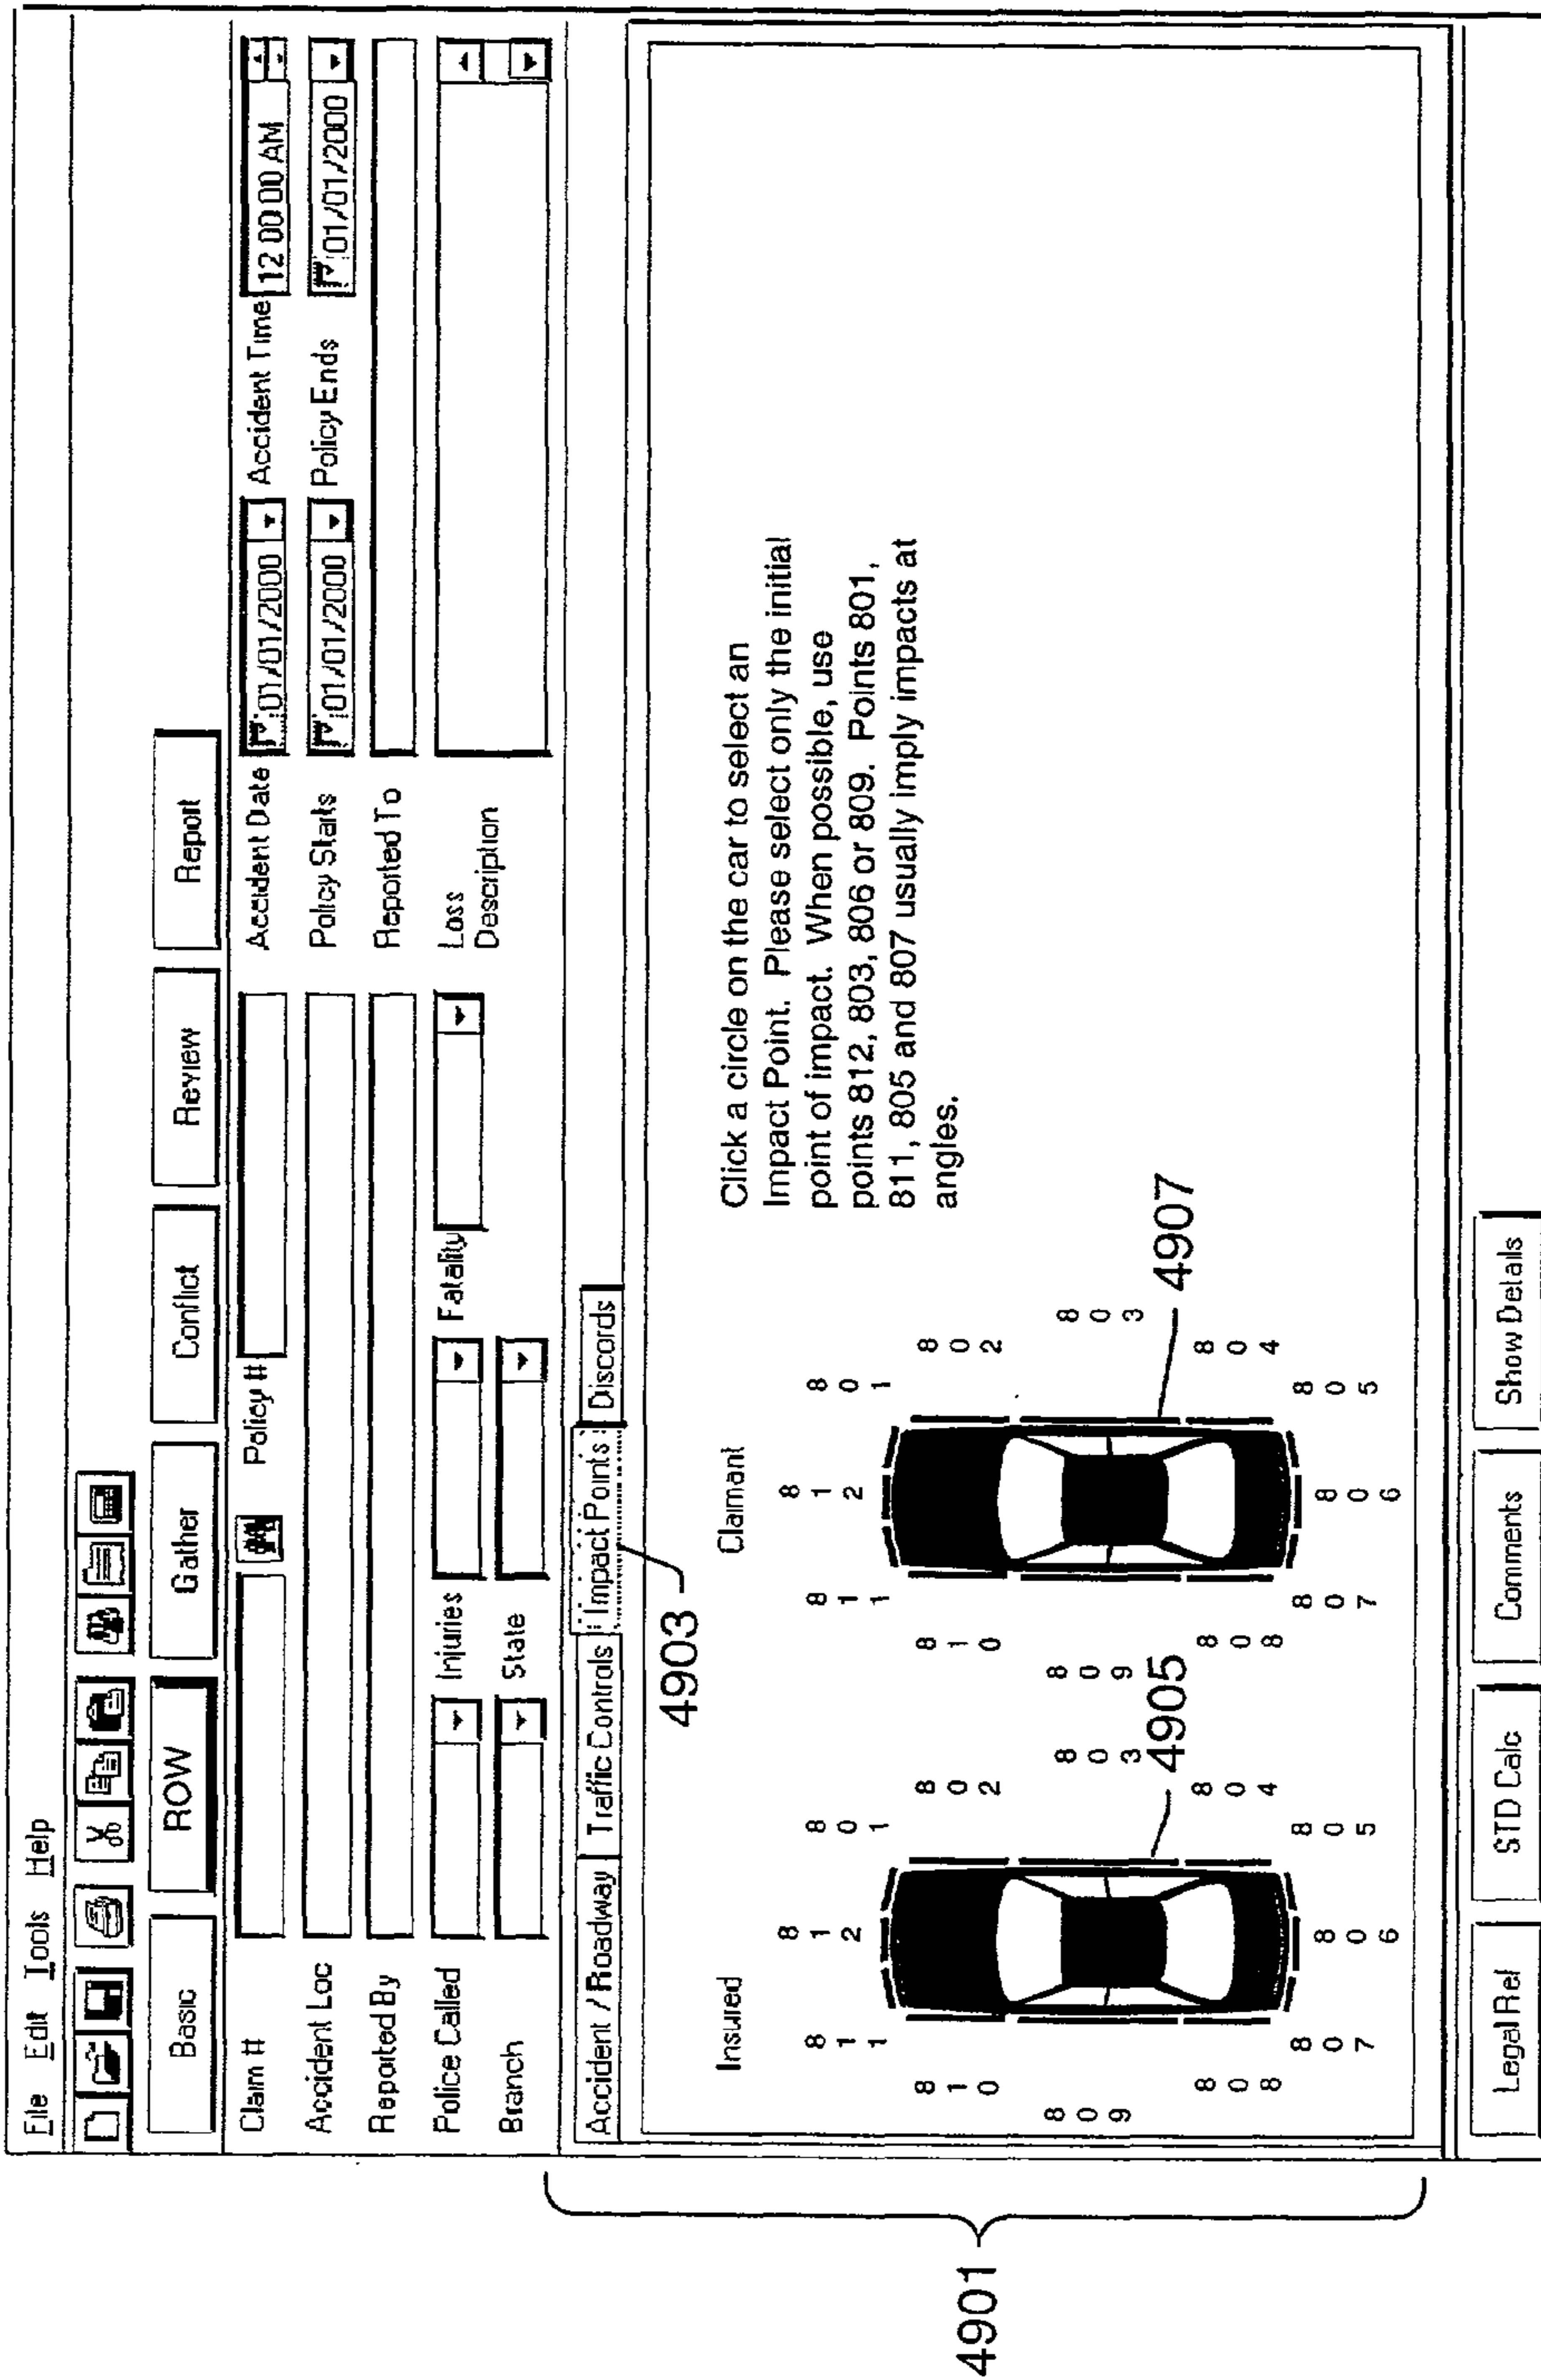 File Edit Tools Help
Basic ROW Gather Conflict Review Report
Claim # Policy # Accident Date 01/01/2000 Accident Time 12 00 00 AM
Accident Loc Policy Starts 01/01/2000 Policy Ends 01/01/2000
Reported By Reported To
Police Called Injuries Fatality Loss Description
Branch State
Accident / Roadway Traffic Controls Impact Points Discords
4903
Insured Claimant
Click a circle on the car to select an
Impact Point. Please select only the initial
point of impact. When possible, use
points 812, 803, 806 or 809. Points 801,
811, 805 and 807 usually imply impacts at
angles.
811 812 801 811 812 801
810 802 810 802
809 803 809 803
4905 4907
808 804 808 804
807 806 805 807 806 805
4901
Legal Ref STD Calc Comments Show Details